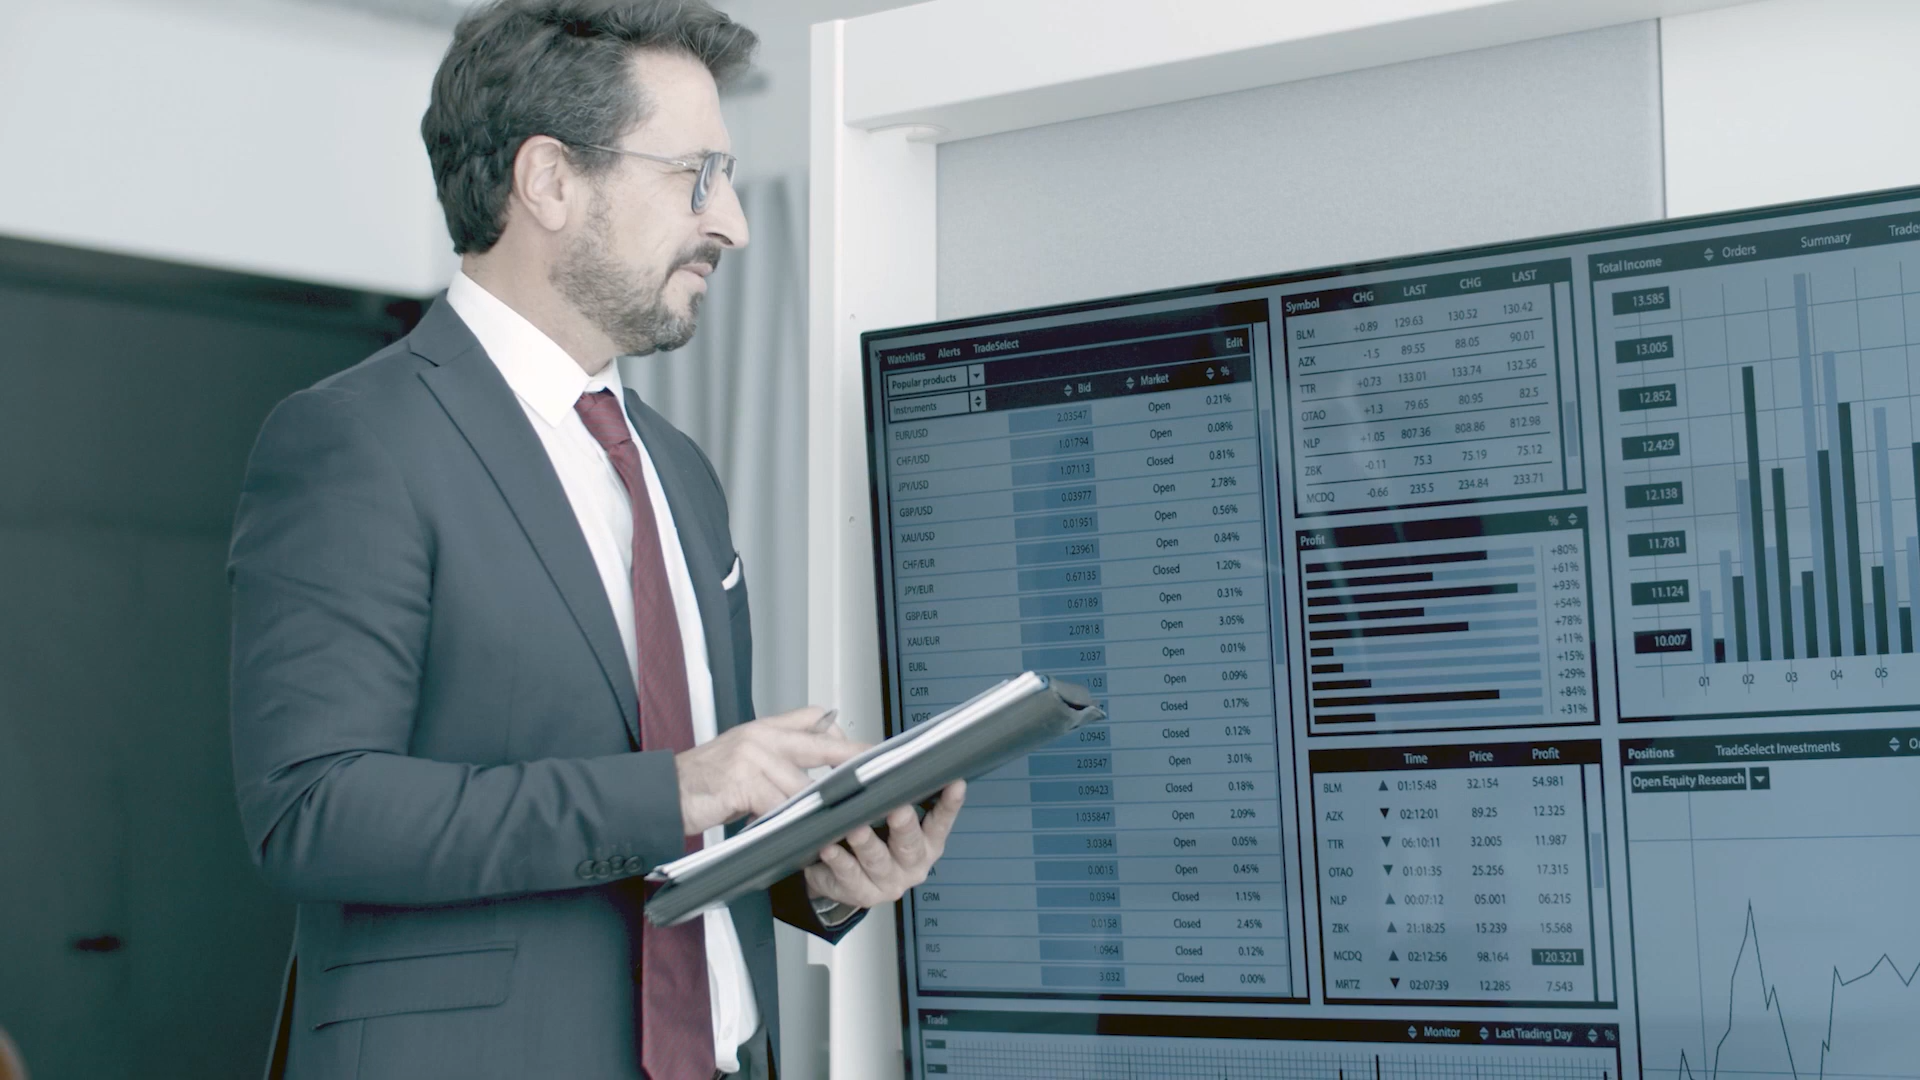 Watchlists Alerts TradeSelect
Edit
Popular products
Instruments
Bid Market %
EUR/USD 2.03547 Open 0.21%
CHF/USD 1.01794 Open 0.08%
JPY/USD 1.07113 Closed 0.81%
GBP/USD 0.03977 Open 2.78%
XAU/USD 0.01951 Open 0.56%
CHF/EUR 1.23961 Open 0.84%
JPY/EUR 0.67135 Closed 1.20%
GBP/EUR 0.67189 Open 0.31%
XAU/EUR 2.07818 Open 3.05%
EUBL 2.037 Open 0.01%
CATR 1.03 Open 0.09%
Closed 0.17%
0.0945 Closed 0.12%
2.03547 Open 3.01%
0.09423 Closed 0.18%
1.035847 Open 2.09%
3.0384 Open 0.05%
0.0015 Open 0.45%
GRM 0.0394 Closed 1.15%
JPN 0.0158 Closed 2.45%
RUS 1.0964 Closed 0.12%
FRNC 3.032 Closed 0.00%
Symbol CHG LAST CHG LAST
BLM +0.89 129.63 130.52 130.42
AZK -1.5 89.55 88.05 90.01
TTR +0.73 133.01 133.74 132.56
OTAO +1.3 79.65 80.95 82.5
NLP +1.05 807.36 808.86 812.98
ZBK -0.11 75.3 75.19 75.12
MCDQ -0.66 235.5 234.84 233.71
Profit %
+80%
+61%
+93%
+54%
+78%
+11%
+15%
+29%
+84%
+31%
Time Price Profit
BLM ▲ 01:15:48 32.154 54.981
AZK ▼ 02:12:01 89.25 12.325
TTR ▼ 06:10:11 32.005 11.987
OTAO ▼ 01:01:35 25.256 17.315
NLP ▲ 00:07:12 05.001 06.215
ZBK ▲ 21:18:25 15.239 15.568
MCDQ ▲ 02:12:56 98.164 120.321
MRTZ ▼ 02:07:39 12.285 7.543
Total Income Orders Summary Trade
13.585
13.005
12.852
12.429
12.138
11.781
11.124
10.007
01 02 03 04 05
Positions TradeSelect Investments
Open Equity Research
Trade Monitor Last Trading Day %